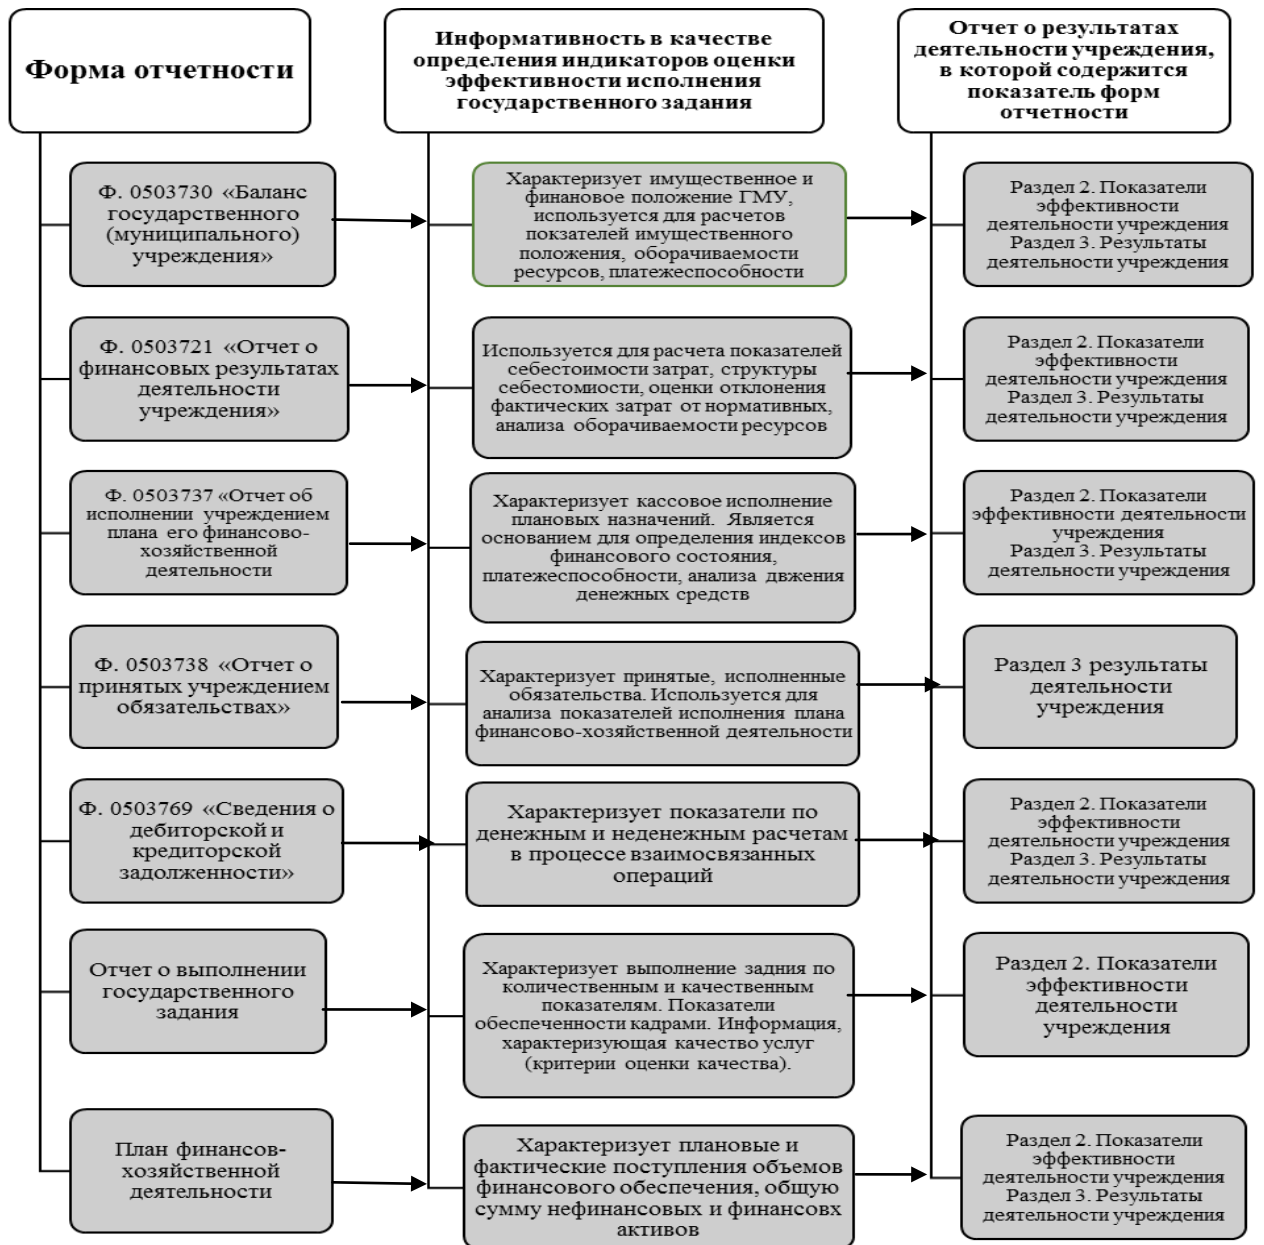 Форма отчетности
Информативность в качестве
определения индикаторов оценки
эффективности исполнения
государственного задания
Отчет о результатах
деятельности учреждения,
в которой содержится
показатель форм
отчетности
Ф. 0503730 «Баланс
государственного
(муниципального)
учреждения»
Характеризует имущественное и
финансовое положение ГМУ,
используется для расчетов
покзателей имущественного
положения, оборачиваемости
ресурсов, платежеспособности
Раздел 2. Показатели
эффективности
деятельности учреждения
Раздел 3. Результаты
деятельности учреждения
Ф. 0503721 «Отчет о
финансовых результатах
деятельности
учреждения»
Используется для расчета показателей
себестоимости затрат, структуры
себестомиости, оценки отклонения
фактических затрат от нормативных,
анализа оборачиваемости ресурсов
Раздел 2. Показатели
эффективности
деятельности учреждения
Раздел 3. Результаты
деятельности учреждения
Ф. 0503737 «Отчет об
исполнении учреждением
плана его финансово-
хозяйственной
деятельности
Характеризует кассовое исполнение
плановых назначений. Является
основанием для определения индексов
финансового состояния,
платежеспособности, анализа двжения
денежных средств
Раздел 2. Показатели
эффективности деятельности
учреждения
Раздел 3. Результаты
деятельности учреждения
Ф. 0503738 «Отчет о
принятых учреждением
обязательствах»
Характеризует принятые, исполненные
обязательства. Используется для
анализа показателей исполнения плана
финансово-хозяйственной деятельности
Раздел 3 результаты
деятельности
учреждения
Ф. 0503769 «Сведения о
дебиторской и
кредиторской
задолженности»
Характеризует показатели по
денежным и неденежным расчетам
в процессе взаимосвязанных
операций
Раздел 2. Показатели
эффективности
деятельности учреждения
Раздел 3. Результаты
деятельности учреждения
Отчет о выполнении
государственного
задания
Характеризует выполнение задния по
количественным и качественным
показателям. Показатели
обеспеченности кадрами. Информация,
характеризующая качество услуг
(критерии оценки качества).
Раздел 2. Показатели
эффективности
деятельности
учреждения
План финансов-
хозяйственной
деятельности
Характеризует плановые и
фактические поступления объемов
финансового обеспечения, общую
сумму нефинансовых и финансовх
активов
Раздел 2. Показатели
эффективности
деятельности учреждения
Раздел 3. Результаты
деятельности учреждения